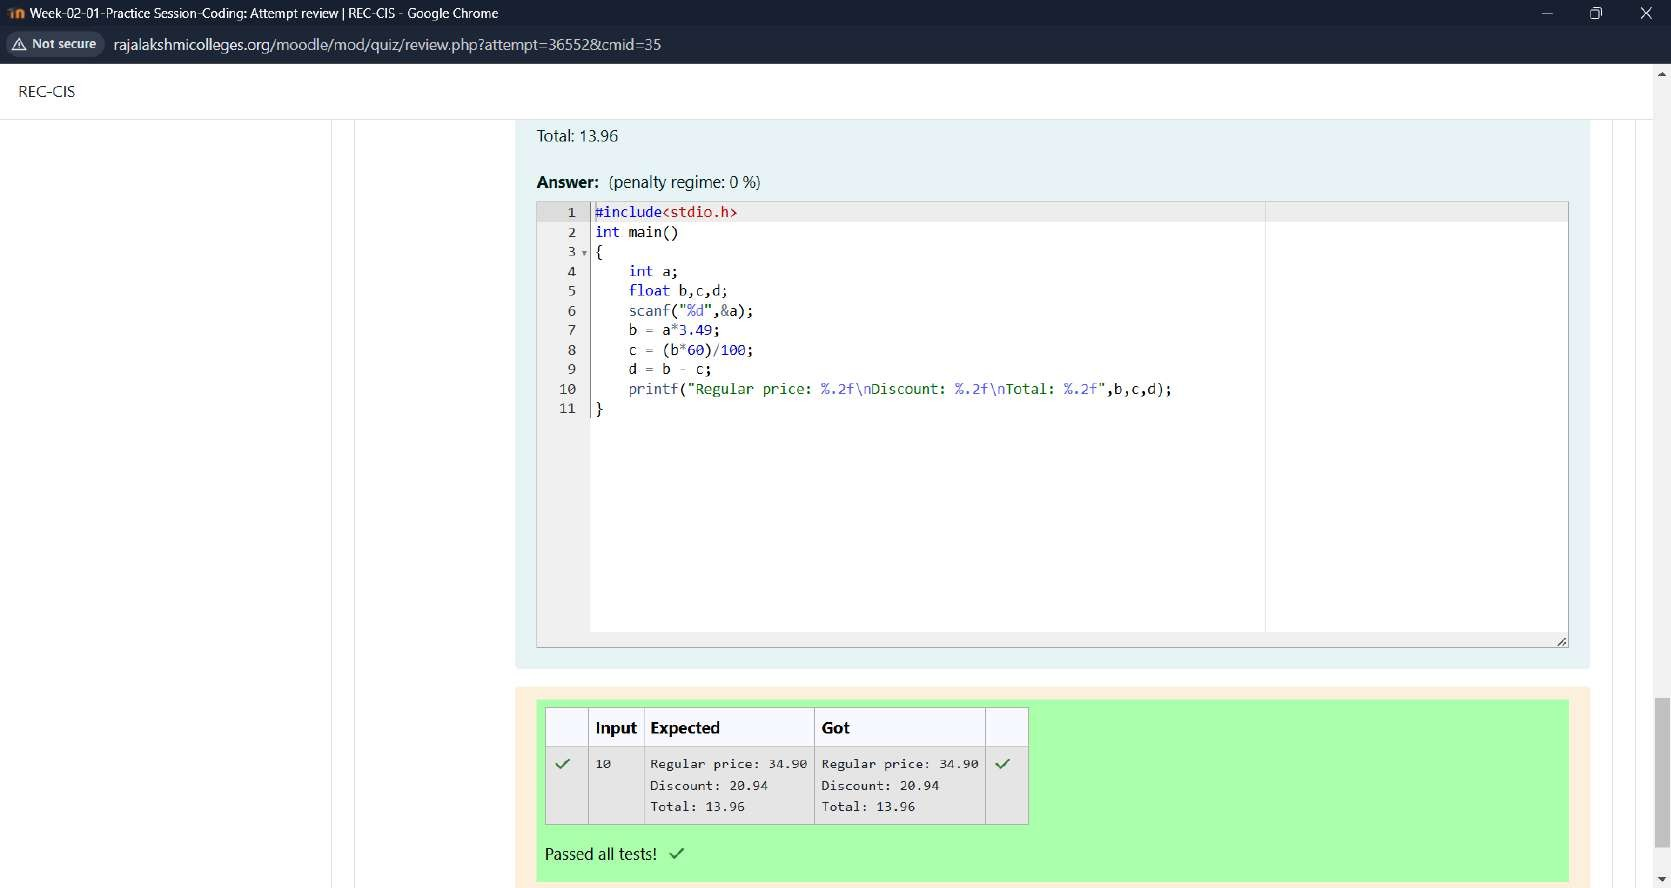 Week-02-01-Practice Session-Coding: Attempt review | REC-CIS - Google Chrome
Not secure rajalakshmicolleges.org/moodle/mod/quiz/review.php?attempt=36552&cmid=35
REC-CIS
Total: 13.96
Answer: (penalty regime: 0 %)
1 #include<stdio.h>
2 int main()
3 {
4 int a;
5 float b,c,d;
6 scanf("%d",&a);
7 b = a*3.49;
8 c = (b*60)/100;
9 d = b - c;
10 printf("Regular price: %.2f\nDiscount: %.2f\nTotal: %.2f",b,c,d);
11 }
Input Expected Got
10 Regular price: 34.90 Regular price: 34.90
Discount: 20.94 Discount: 20.94
Total: 13.96 Total: 13.96
Passed all tests!